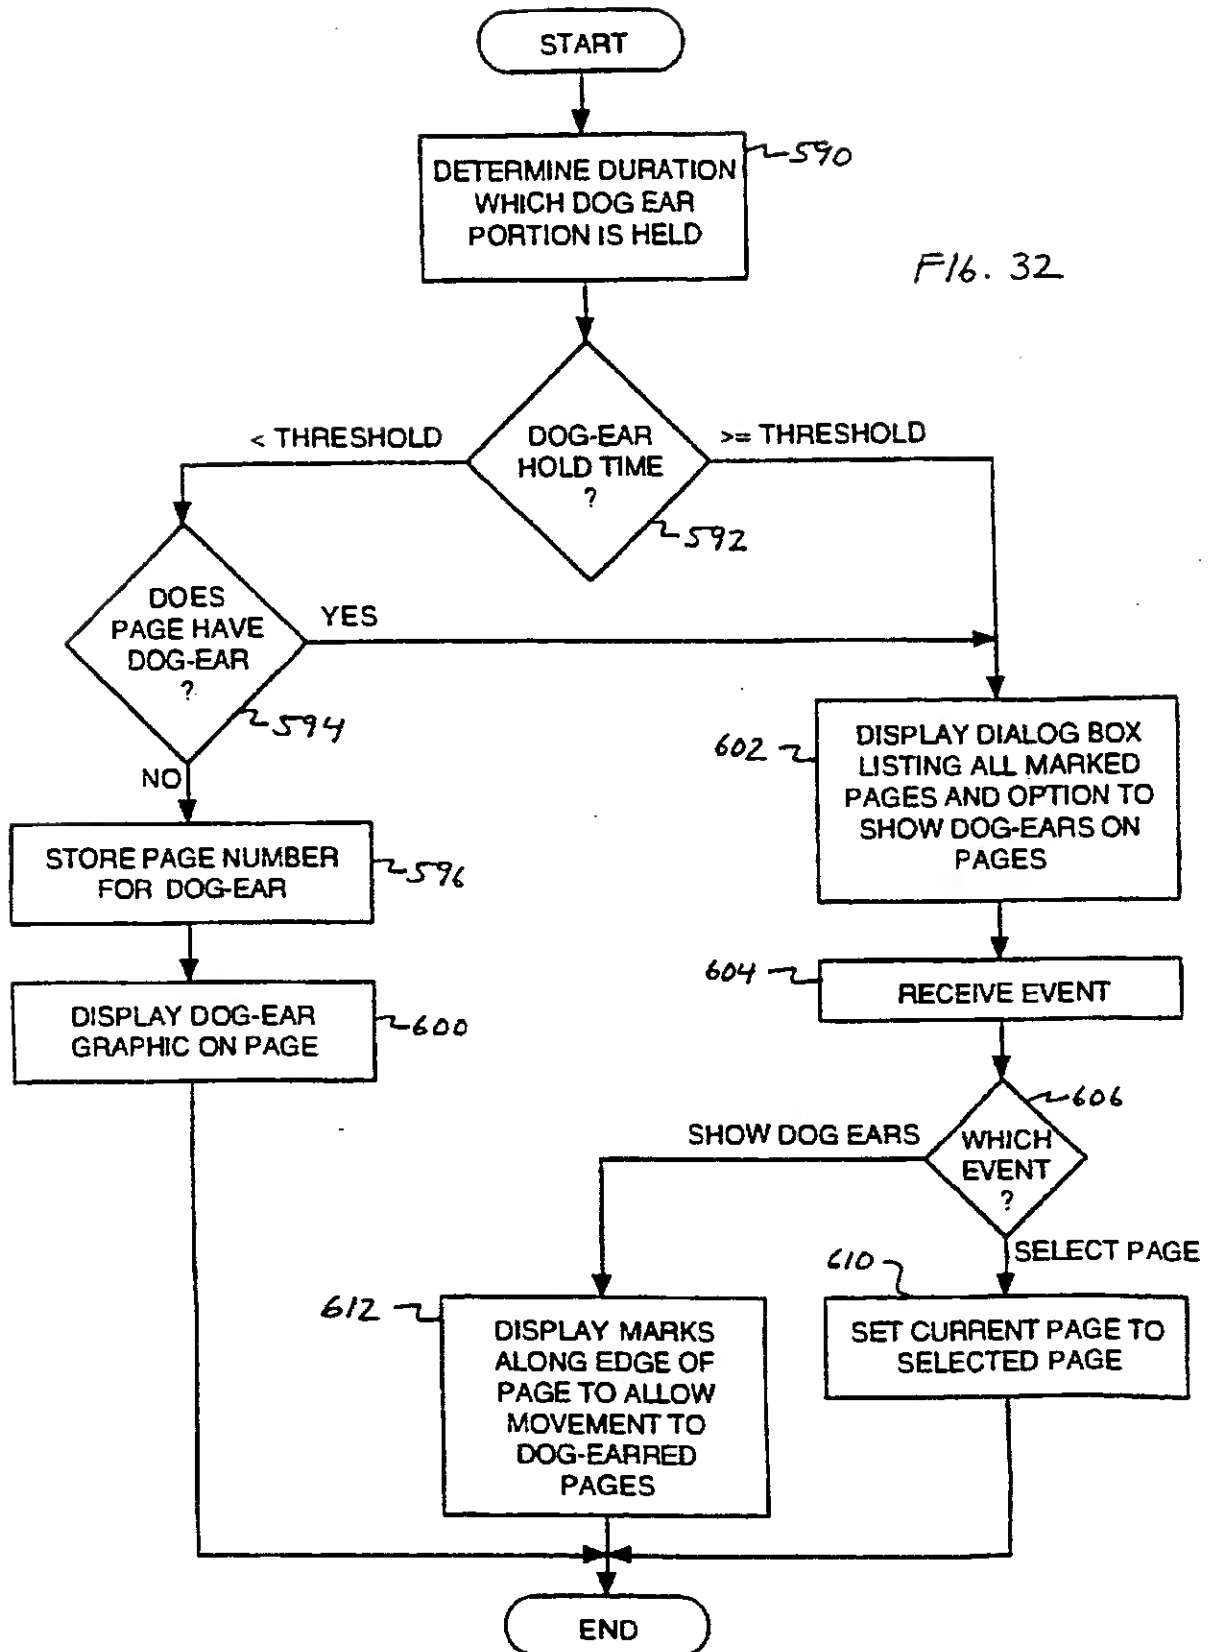 START
DETERMINE DURATION
WHICH DOG EAR
PORTION IS HELD
590
FIG. 32
< THRESHOLD
DOG-EAR
HOLD TIME
?
>= THRESHOLD
592
DOES
PAGE HAVE
DOG-EAR
?
YES
594
NO
STORE PAGE NUMBER
FOR DOG-EAR
596
DISPLAY DOG-EAR
GRAPHIC ON PAGE
600
602
DISPLAY DIALOG BOX
LISTING ALL MARKED
PAGES AND OPTION TO
SHOW DOG-EARS ON
PAGES
604
RECEIVE EVENT
606
SHOW DOG EARS
WHICH
EVENT
?
SELECT PAGE
610
SET CURRENT PAGE TO
SELECTED PAGE
612
DISPLAY MARKS
ALONG EDGE OF
PAGE TO ALLOW
MOVEMENT TO
DOG-EARRED
PAGES
END